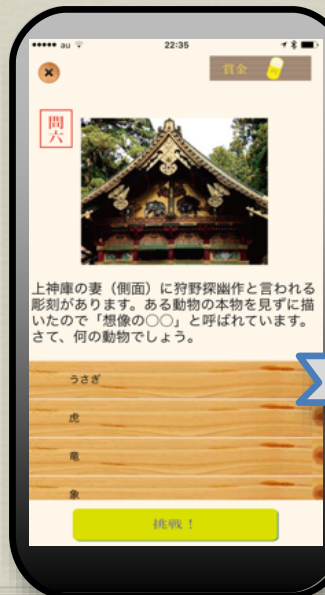 ●●●●● au 22:35
賞金
問六
上神庫の妻（側面）に狩野探幽作と言われる
彫刻があります。ある動物の本物を見ずに描
いたので「想像の〇〇」と呼ばれています。
さて、何の動物でしょう。
うさぎ
虎
竜
象
挑戦！